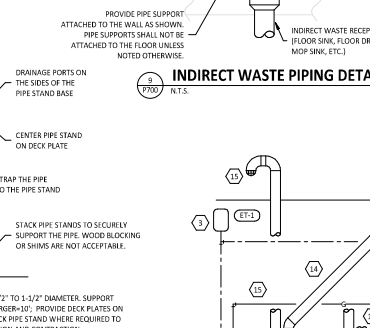 PROVIDE PIPE SUPPORT
ATTACHED TO THE WALL AS SHOWN.
PIPE SUPPORTS SHALL NOT BE
ATTACHED TO THE FLOOR UNLESS
NOTED OTHERWISE.
INDIRECT WASTE RECEP
(FLOOR SINK, FLOOR DR
MOP SINK, ETC.)
9
P700
INDIRECT WASTE PIPING DETA
N.T.S.
DRAINAGE PORTS ON
THE SIDES OF THE
PIPE STAND BASE
CENTER PIPE STAND
ON DECK PLATE
TRAP THE PIPE
O THE PIPE STAND
STACK PIPE STANDS TO SECURELY
SUPPORT THE PIPE. WOOD BLOCKING
OR SHIMS ARE NOT ACCEPTABLE.
/2" TO 1-1/2" DIAMETER. SUPPORT
RGER=10'; PROVIDE DECK PLATES ON
CK PIPE STAND WHERE REQUIRED TO
15
3
ET-1
14
15
G